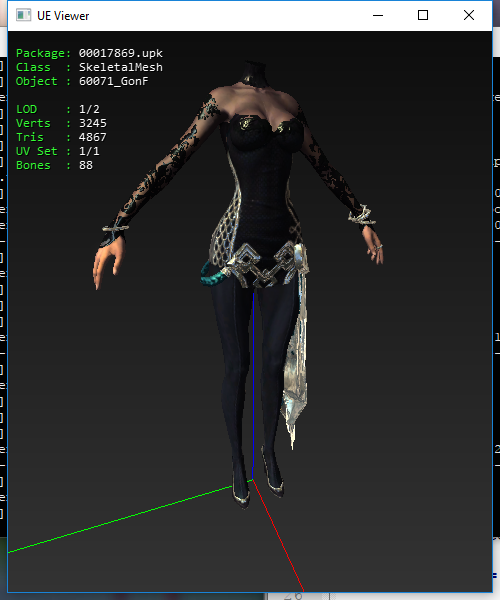 UE Viewer
Package: 00017869.upk
Class : SkeletalMesh
Object : 60071_GonF
LOD : 1/2
Verts : 3245
Tris : 4867
UV Set : 1/1
Bones : 88